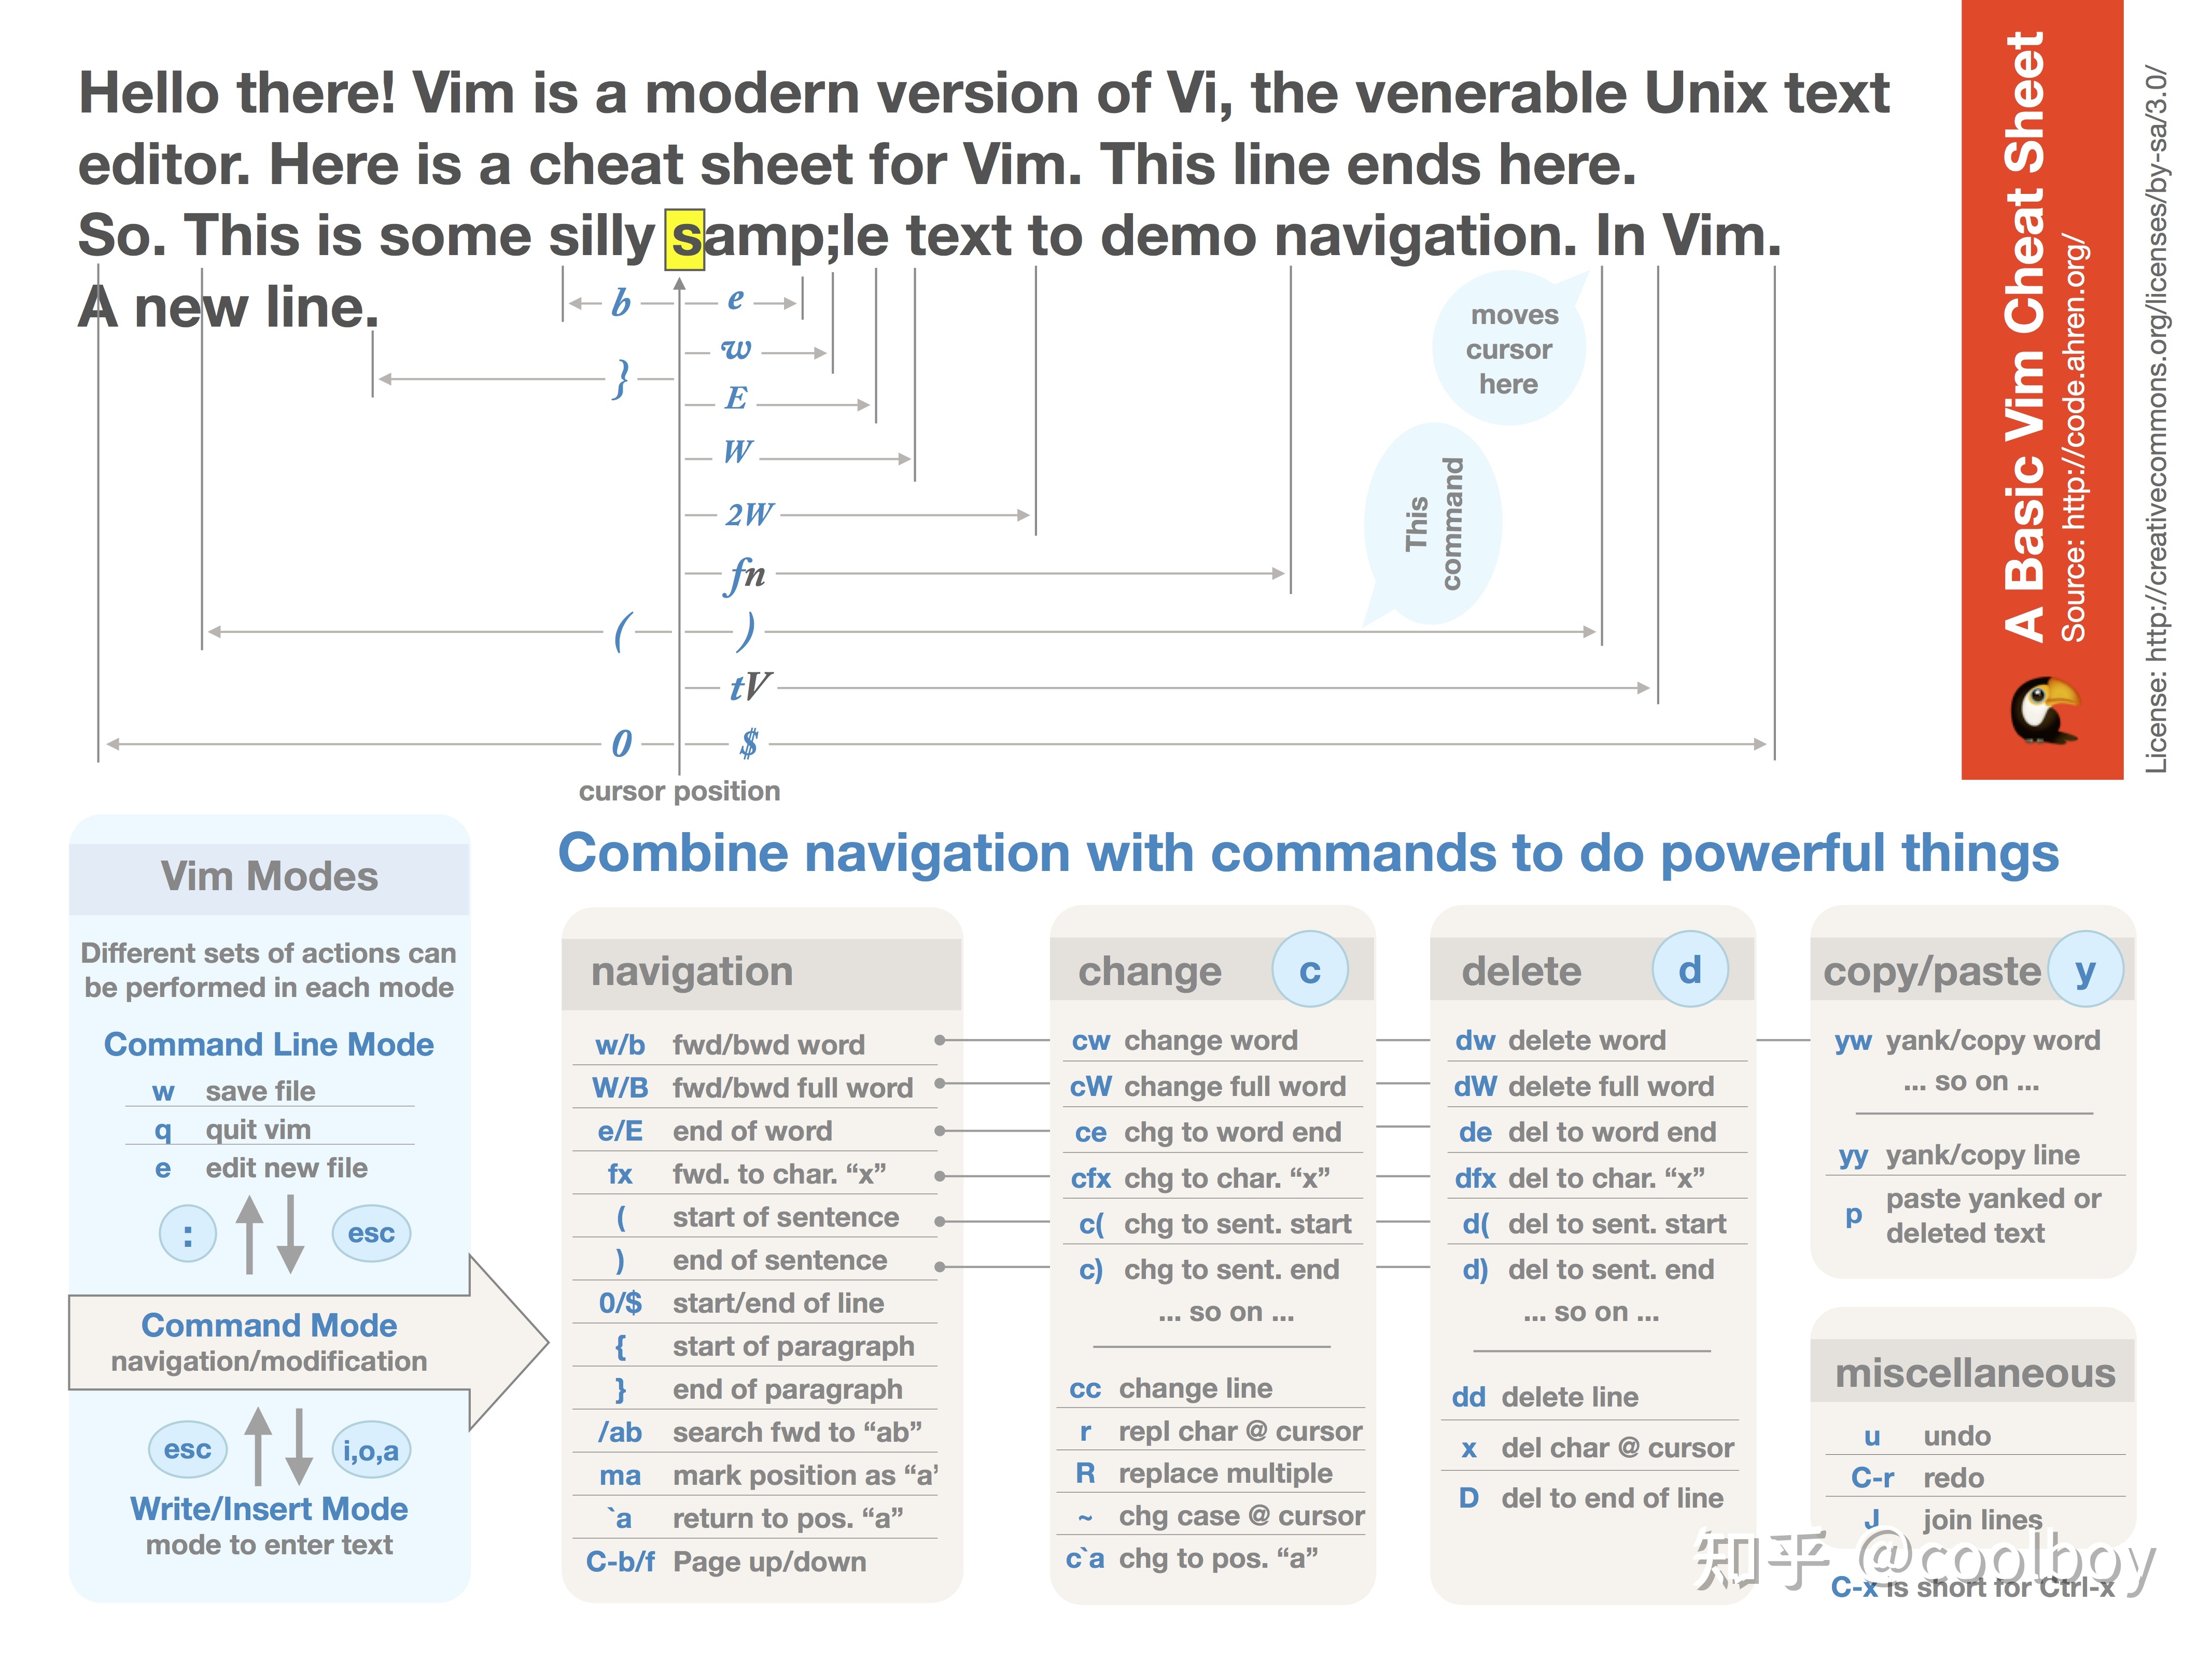 Hello there! Vim is a modern version of Vi, the venerable Unix text
editor. Here is a cheat sheet for Vim. This line ends here.
So. This is some silly samp;le text to demo navigation. In Vim.
A new line.
b e
w
}
E
W
2W
fn
( )
tV
0 $
cursor position
moves
cursor
here
This
command
A Basic Vim Cheat Sheet
Source: http://code.ahren.org/
License: http://creativecommons.org/licenses/by-sa/3.0/
Vim Modes
Different sets of actions can
be performed in each mode
Command Line Mode
w save file
q quit vim
e edit new file
: esc
Command Mode
navigation/modification
esc i,o,a
Write/Insert Mode
mode to enter text
Combine navigation with commands to do powerful things
navigation
w/b fwd/bwd word
W/B fwd/bwd full word
e/E end of word
fx fwd. to char. “x”
( start of sentence
) end of sentence
0/$ start/end of line
{ start of paragraph
} end of paragraph
/ab search fwd to “ab”
ma mark position as “a’
`a return to pos. “a”
C-b/f Page up/down
change c
cw change word
cW change full word
ce chg to word end
cfx chg to char. “x”
c( chg to sent. start
c) chg to sent. end
... so on ...
cc change line
r repl char @ cursor
R replace multiple
~ chg case @ cursor
c`a chg to pos. “a”
delete d
dw delete word
dW delete full word
de del to word end
dfx del to char. “x”
d( del to sent. start
d) del to sent. end
... so on ...
dd delete line
x del char @ cursor
D del to end of line
copy/paste y
yw yank/copy word
... so on ...
yy yank/copy line
p paste yanked or
deleted text
miscellaneous
u undo
C-r redo
J join lines
C-x is short for Ctrl-x
知乎 @coolboy